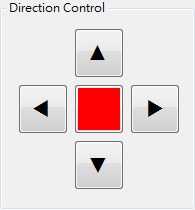 Direction Control
▲
◀ ▶
▼